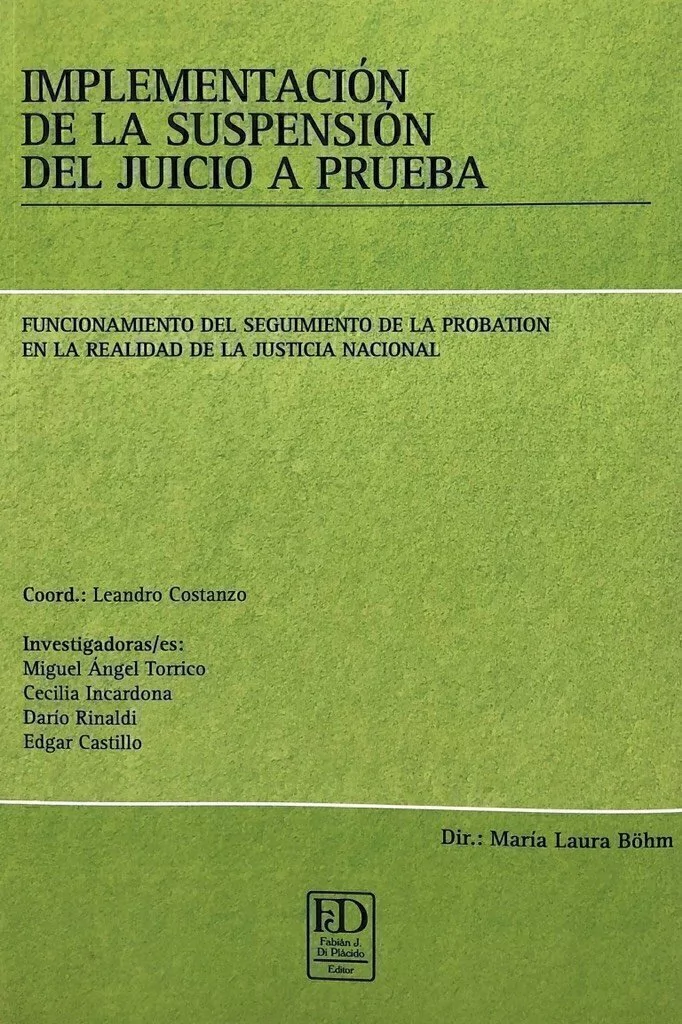 IMPLEMENTACIÓN
DE LA SUSPENSIÓN
DEL JUICIO A PRUEBA
FUNCIONAMIENTO DEL SEGUIMIENTO DE LA PROBATION
EN LA REALIDAD DE LA JUSTICIA NACIONAL
Coord.: Leandro Costanzo
Investigadoras/es:
Miguel Ángel Torrico
Cecilia Incardona
Darío Rinaldi
Edgar Castillo
Dir.: María Laura Böhm
FJD
Fabián J.
Di Plácido
Editor